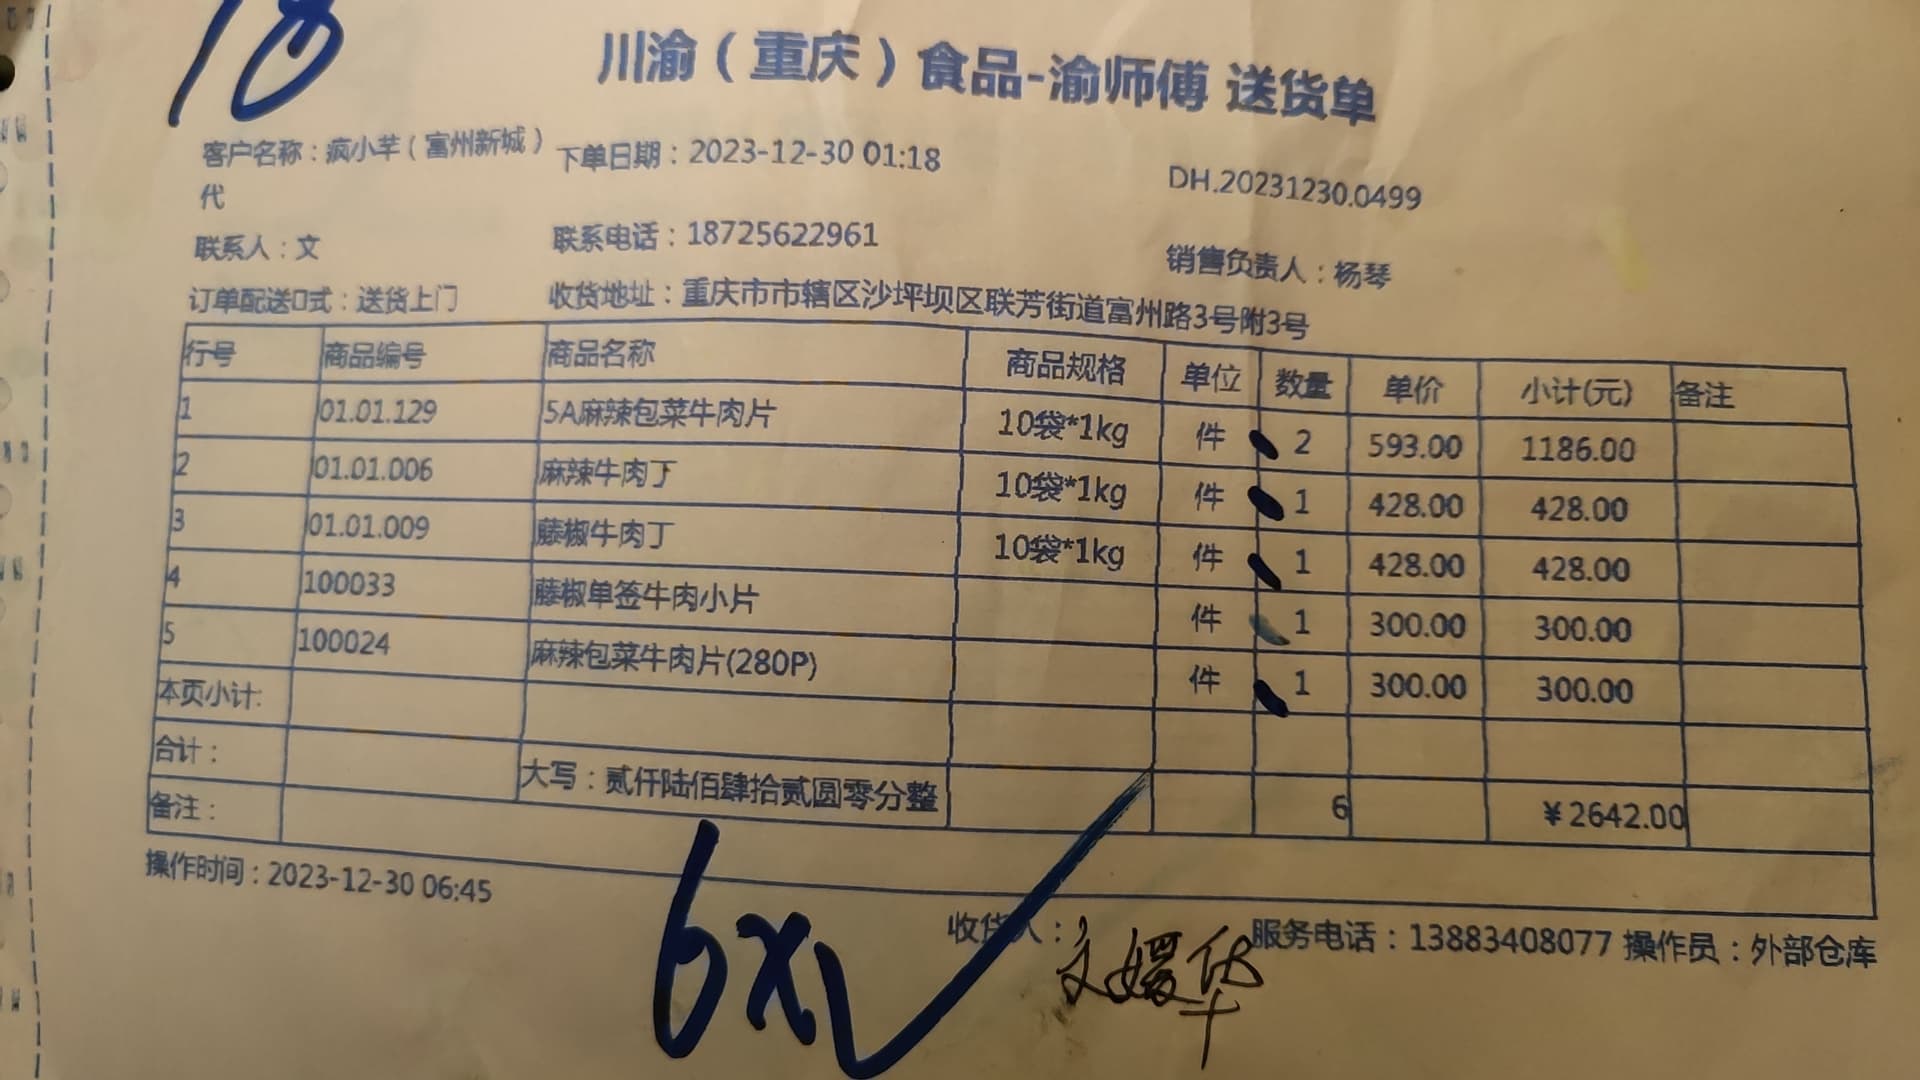 18
川渝（重庆）食品-渝师傅 送货单
客户名称：疯小芊（富州新城）代
下单日期：2023-12-30 01:18
DH.20231230.0499
联系人：文
联系电话：18725622961
销售负责人：杨琴
订单配送0式：送货上门
收货地址：重庆市市辖区沙坪坝区联芳街道富州路3号附3号
行号 商品编号 商品名称 商品规格 单位 数量 单价 小计(元) 备注
1 01.01.129 5A麻辣包菜牛肉片 10袋*1kg 件 2 593.00 1186.00
2 01.01.006 麻辣牛肉丁 10袋*1kg 件 1 428.00 428.00
3 01.01.009 藤椒牛肉丁 10袋*1kg 件 1 428.00 428.00
4 100033 藤椒单签牛肉小片 件 1 300.00 300.00
5 100024 麻辣包菜牛肉片(280P) 件 1 300.00 300.00
本页小计:
合计： 大写：贰仟陆佰肆拾贰圆零分整 6 ￥2642.00
备注：
操作时间：2023-12-30 06:45
收货人：文媛华
服务电话：13883408077 操作员：外部仓库